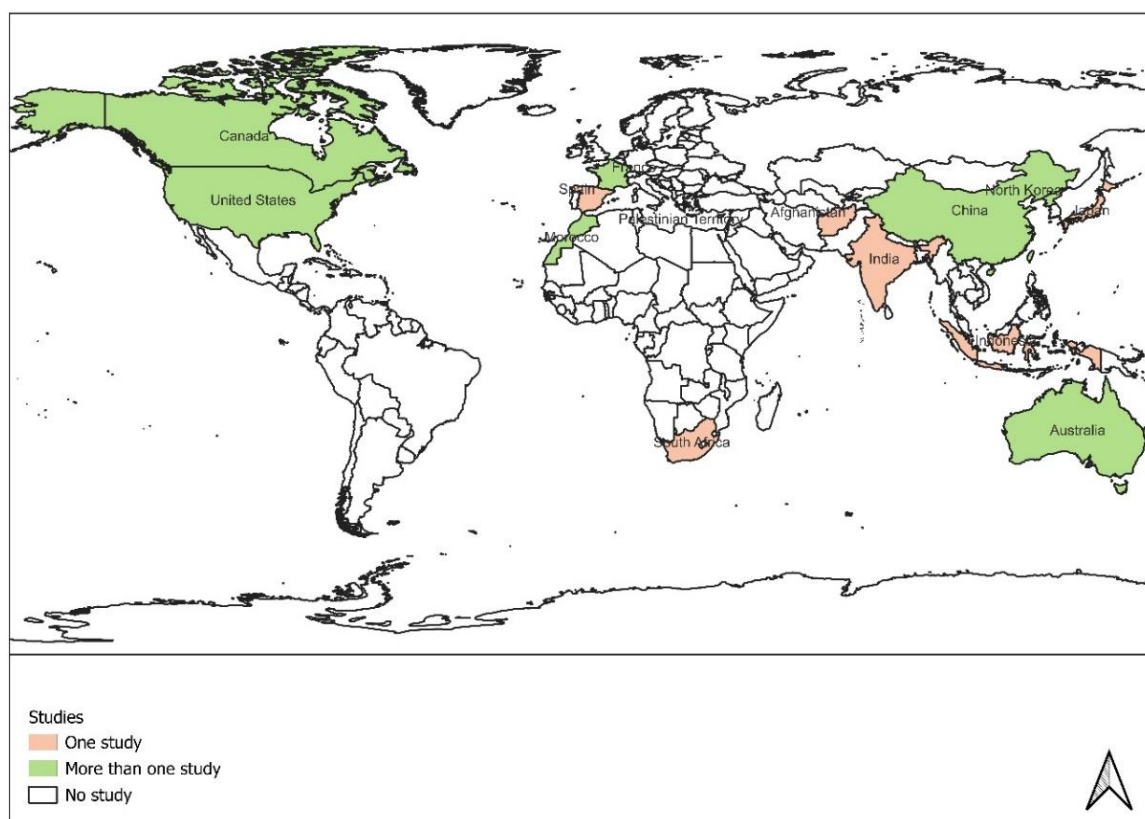 Canada
United States
France
Spain
Palestinian Territory
Morocco
Afghanistan
North Korea
China
Japan
India
Indonesia
South Africa
Australia
Studies
One study
More than one study
No study